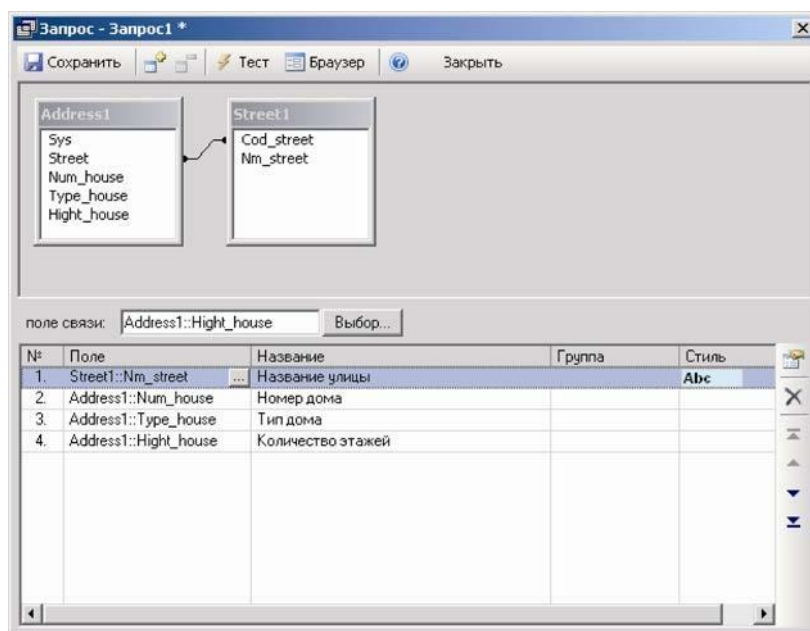 Запрос - Запрос1 *
Сохранить Тест Браузер Закрыть
Address1
Sys
Street
Num_house
Type_house
Hight_house
Street1
Cod_street
Nm_street
поле связи: Address1::Hight_house Выбор...
№ Поле Название Группа Стиль
1. Street1::Nm_street ... Название улицы Abc
2. Address1::Num_house Номер дома
3. Address1::Type_house Тип дома
4. Address1::Hight_house Количество этажей